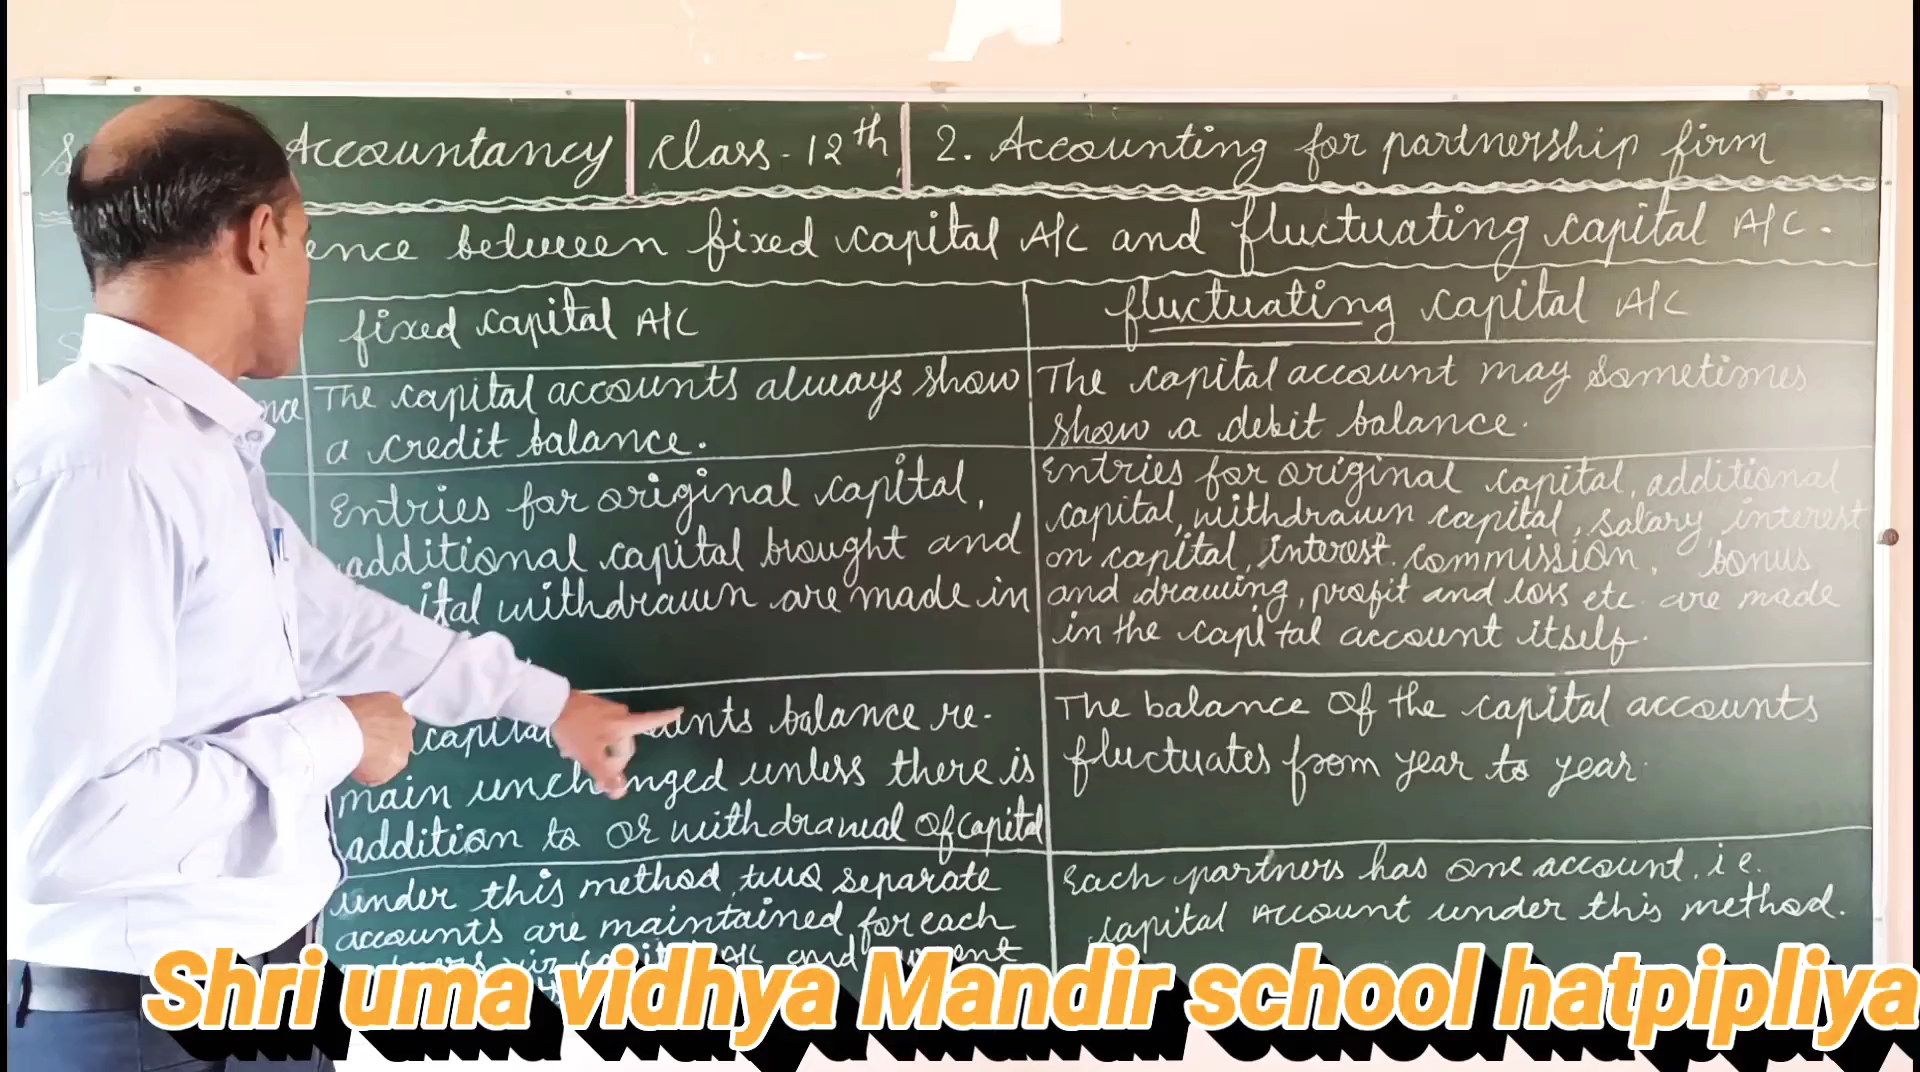 Accountancy | Class - 12th | 2. Accounting for partnership firm
ence between fixed capital A/C and fluctuating capital A/C.
fixed capital A/C
fluctuating capital A/C
nce
The capital accounts always show
a credit balance.
The capital account may sometimes
show a debit balance.
Entries for original capital,
additional capital brought and
ital withdrawn are made in
Entries for original capital, additional
capital, withdrawn capital, salary, interest
on capital, interest. commission, bonus
and drawing, profit and loss etc. are made
in the capital account itself.
capital unts balance re-
main unch nged unless there is
addition to or withdrawal of capital
The balance of the capital accounts
fluctuates from year to year.
under this method, two separate
accounts are maintained for each
and
Each partners has one account. i.e.
capital Account under this method.
Shri uma vidhya Mandir school hatpipliya